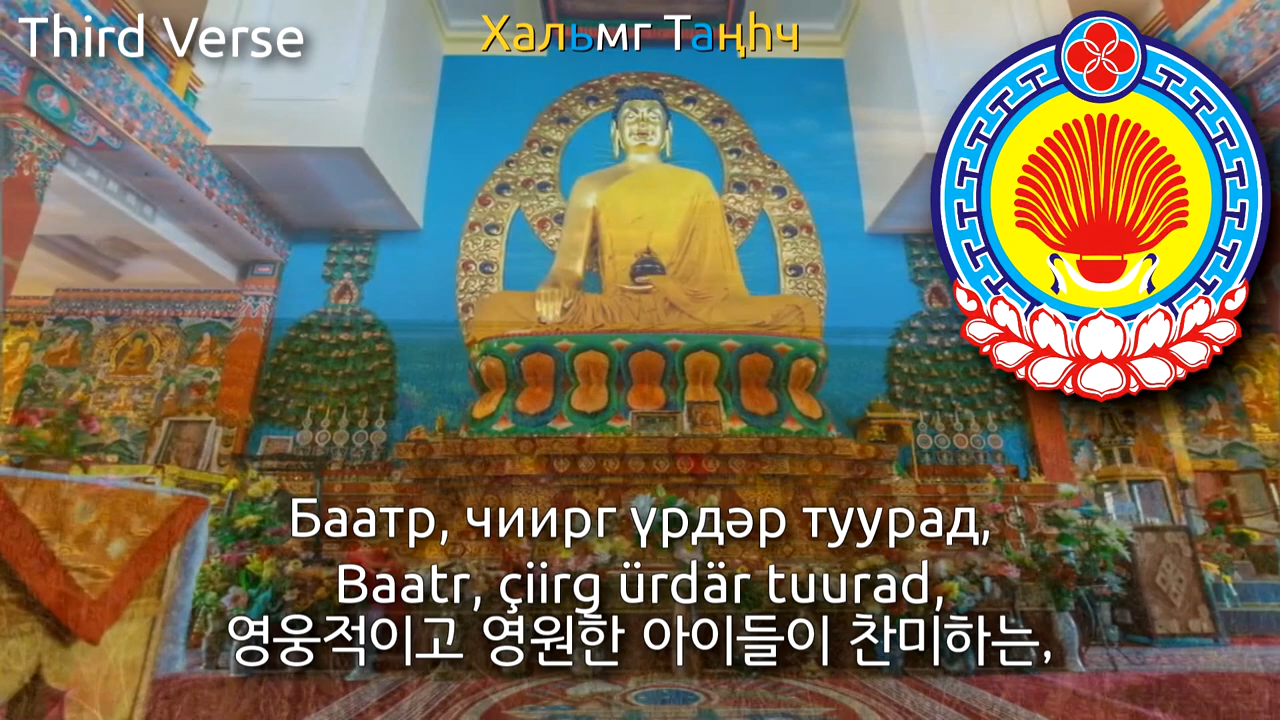 Third Verse
Хальмг Таңһч
Баатр, чиирг үрдәр туурад,
Baatr, çiirg ürdär tuurad,
영웅적이고 영원한 아이들이 찬미하는,